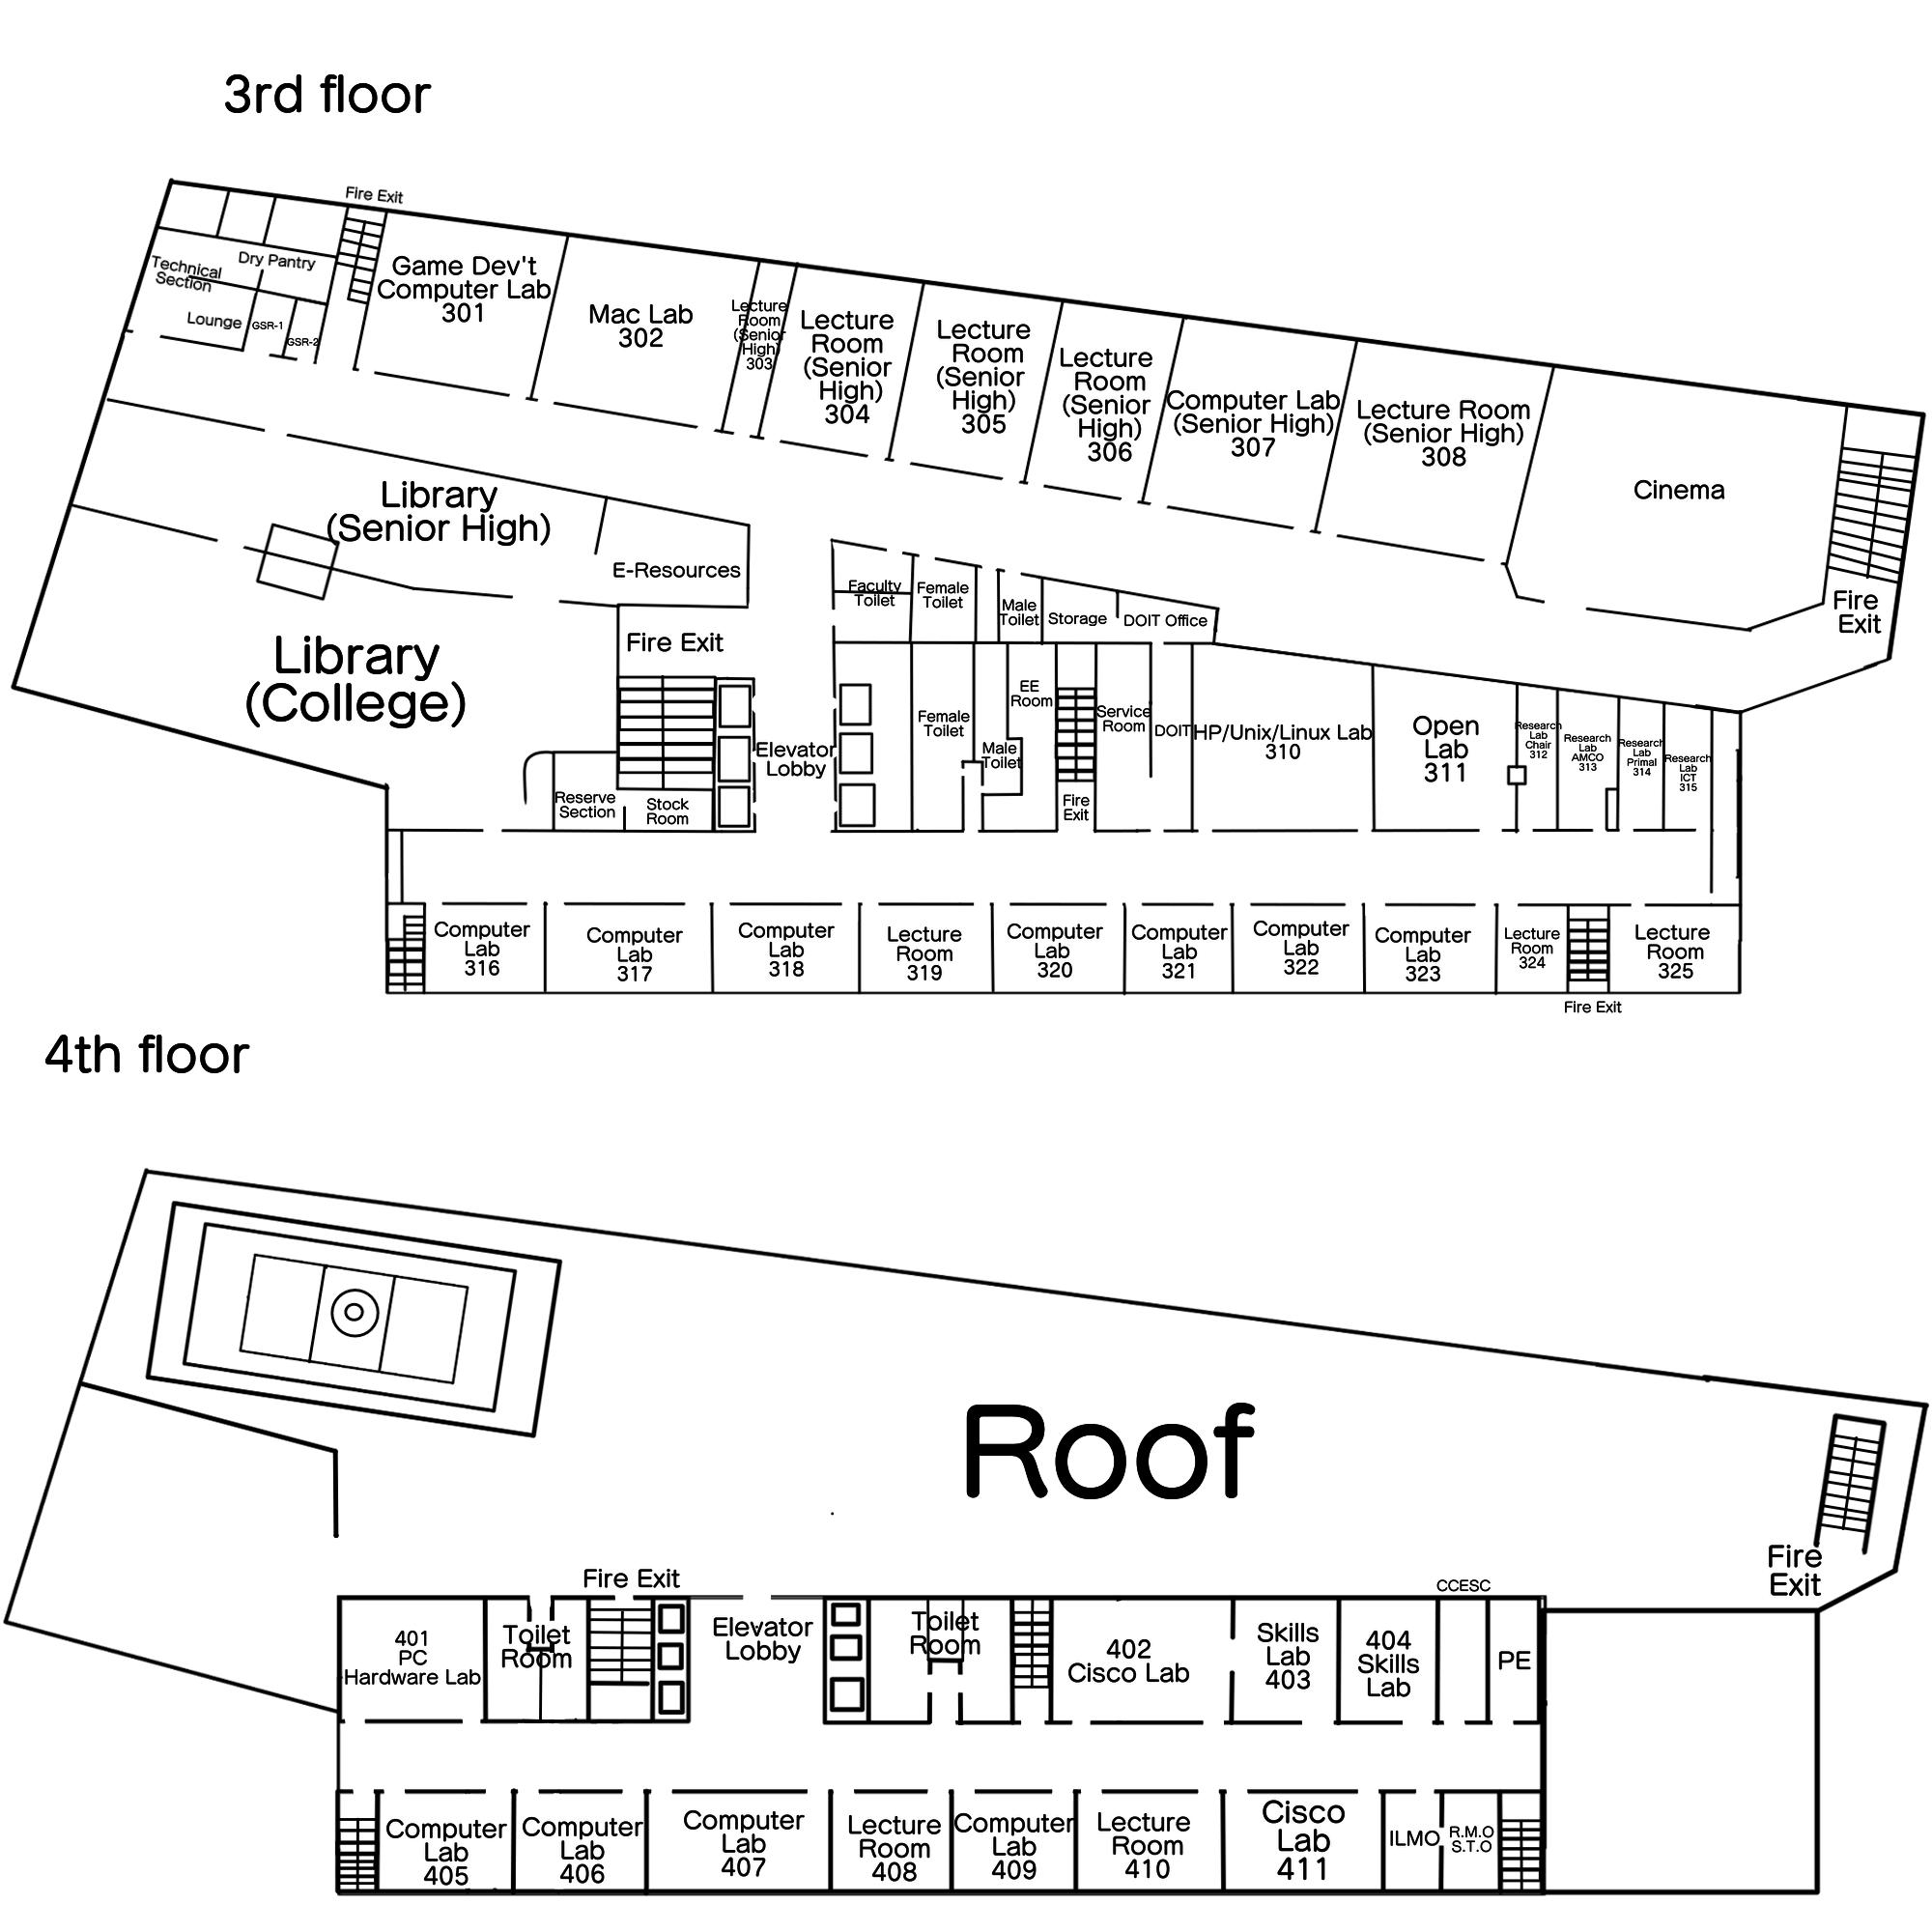 3rd floor
Fire Exit
Technical
Section
Dry Pantry
Lounge
GSR-1
GSR-2
Game Dev't
Computer Lab
301
Mac Lab
302
Lecture
Room
(Senior
High)
303
Lecture
Room
(Senior
High)
304
Lecture
Room
(Senior
High)
305
Lecture
Room
(Senior
High)
306
Computer Lab
(Senior High)
307
Lecture Room
(Senior High)
308
Cinema
Fire
Exit
Library
(Senior High)
E-Resources
Library
(College)
Fire Exit
Faculty
Toilet
Female
Toilet
Male
Toilet
Storage
DOIT Office
Reserve
Section
Stock
Room
Elevator
Lobby
Female
Toilet
Male
Toilet
EE
Room
Fire
Exit
Service
Room
DOIT
HP/Unix/Linux Lab
310
Open
Lab
311
Research
Lab
Chair
312
Research
Lab
AMCO
313
Research
Lab
Primal
314
Research
Lab
ICT
315
Computer
Lab
316
Computer
Lab
317
Computer
Lab
318
Lecture
Room
319
Computer
Lab
320
Computer
Lab
321
Computer
Lab
322
Computer
Lab
323
Lecture
Room
324
Lecture
Room
325
Fire Exit
4th floor
Roof
Fire
Exit
Fire Exit
CCESC
401
PC
Hardware Lab
Toilet
Room
Elevator
Lobby
Toilet
Room
402
Cisco Lab
Skills
Lab
403
404
Skills
Lab
PE
Computer
Lab
405
Computer
Lab
406
Computer
Lab
407
Lecture
Room
408
Computer
Lab
409
Lecture
Room
410
Cisco
Lab
411
ILMO
R.M.O
S.T.O